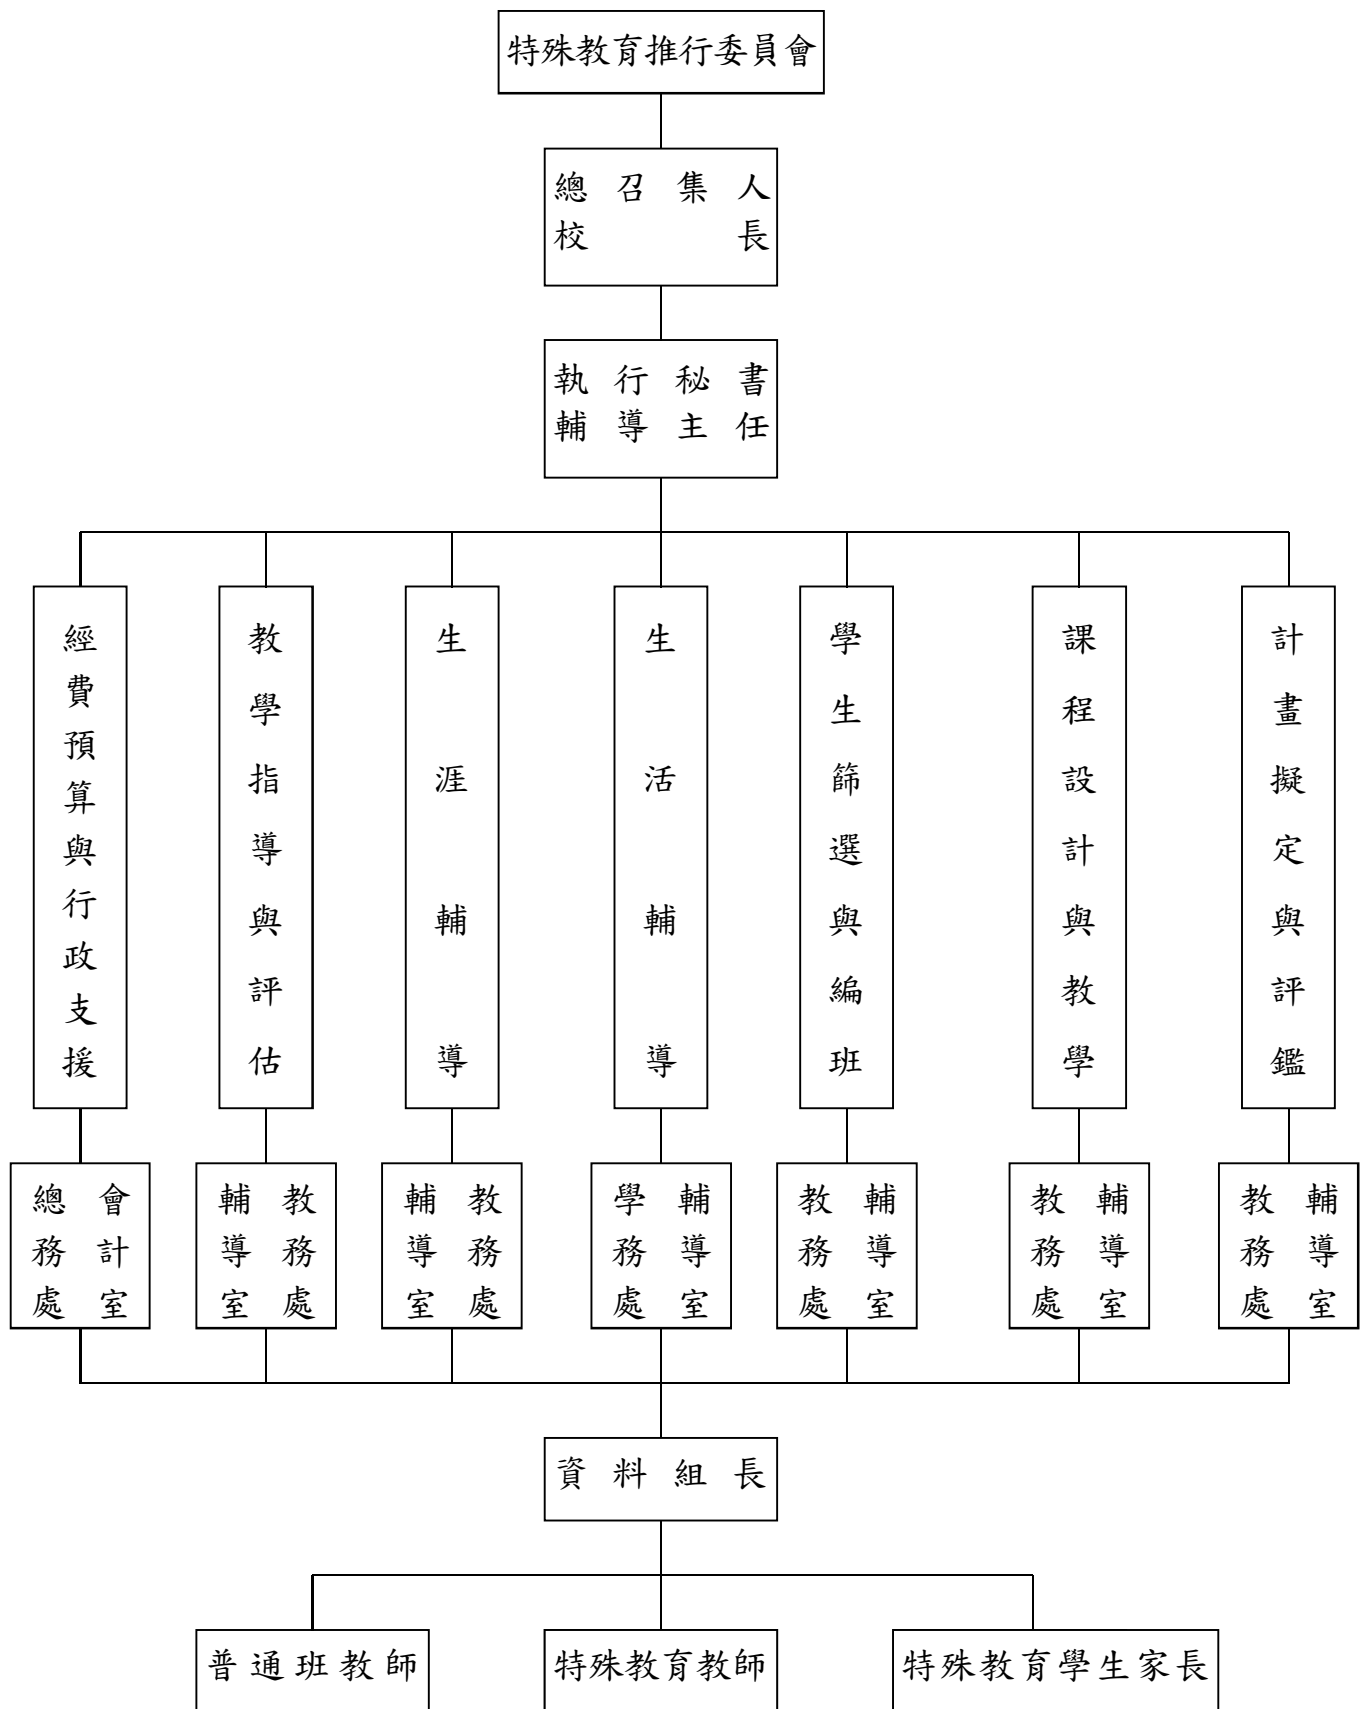 特殊教育推行委員會
總召集人
校長
執行秘書
輔導主任
經費預算與行政支援
教學指導與評估
生涯輔導
生活輔導
學生篩選與編班
課程設計與教學
計畫擬定與評鑑
會計室
總務處
教務處
輔導室
教務處
輔導室
輔導室
學務處
輔導室
教務處
輔導室
教務處
輔導室
教務處
資料組長
普通班教師
特殊教育教師
特殊教育學生家長